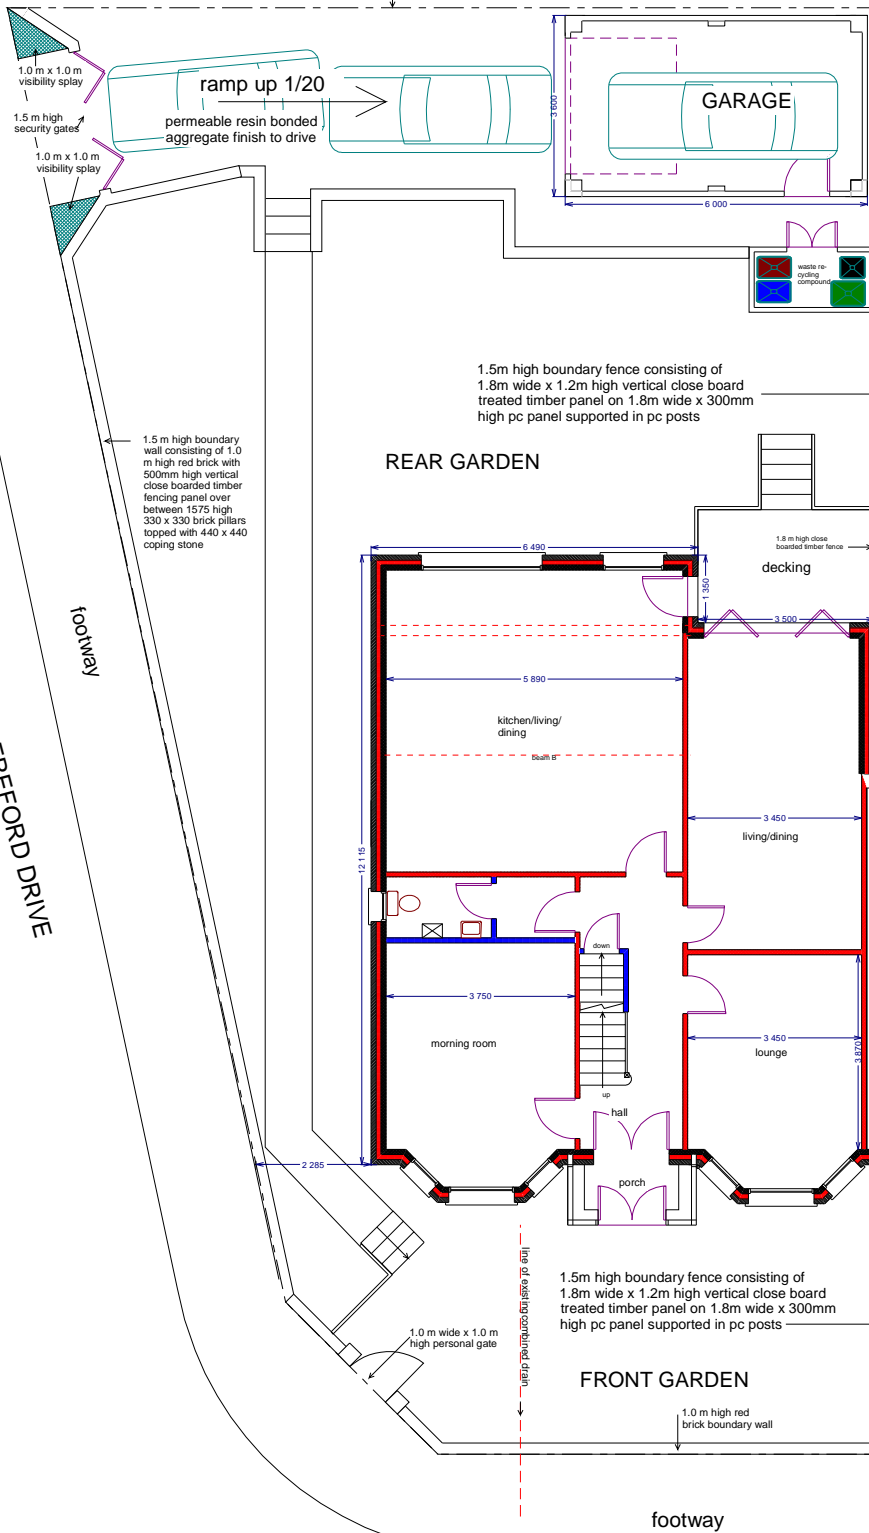 1.0 m x 1.0 m
visibility splay
1.5 m high
security gates
1.0 m x 1.0 m
visibility splay
ramp up 1/20
permeable resin bonded
aggregate finish to drive
3 600
GARAGE
6 000
waste re-
cycling
compound
1.5m high boundary fence consisting of
1.8m wide x 1.2m high vertical close board
treated timber panel on 1.8m wide x 300mm
high pc panel supported in pc posts
1.5 m high boundary
wall consisting of 1.0
m high red brick with
500mm high vertical
close boarded timber
fencing panel over
between 1575 high
330 x 330 brick pillars
topped with 440 x 440
coping stone
REAR GARDEN
6 490
1.8 m high close
boarded timber fence
decking
1 350
3 500
footway
5 890
kitchen/living/
dining
beam B
3 450
living/dining
12 115
EFORD DRIVE
down
3 750
morning room
3 450
lounge
3 870
up
hall
porch
2 285
line of existing combined drain
1.5m high boundary fence consisting of
1.8m wide x 1.2m high vertical close board
treated timber panel on 1.8m wide x 300mm
high pc panel supported in pc posts
1.0 m wide x 1.0 m
high personal gate
FRONT GARDEN
1.0 m high red
brick boundary wall
footway